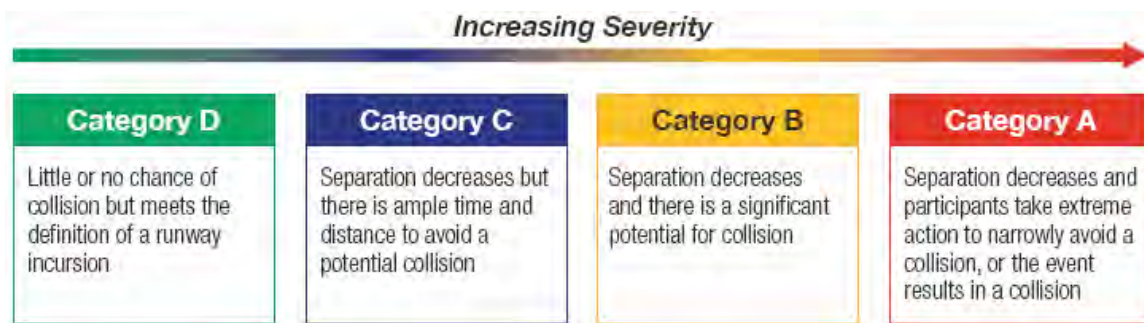 Increasing Severity
Category D
Little or no chance of
collision but meets the
definition of a runway
incursion
Category C
Separation decreases but
there is ample time and
distance to avoid a
potential collision
Category B
Separation decreases
and there is a significant
potential for collision
Category A
Separation decreases and
participants take extreme
action to narrowly avoid a
collision, or the event
results in a collision